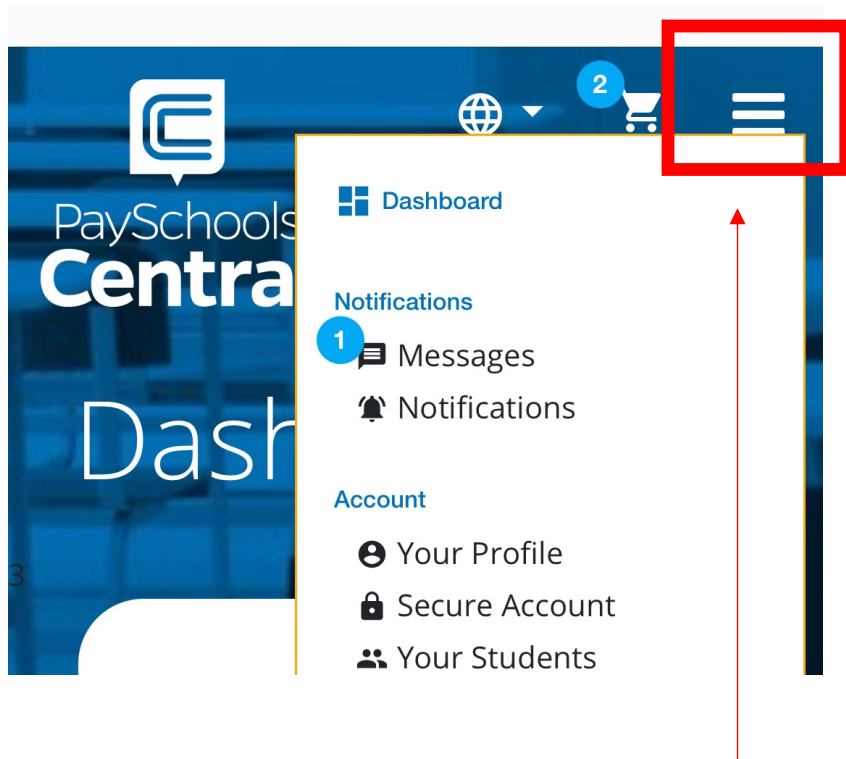 2
PaySchools
Centra
Dashboard
Notifications
1
Messages
Notifications
Dash
Account
3
Your Profile
Secure Account
Your Students